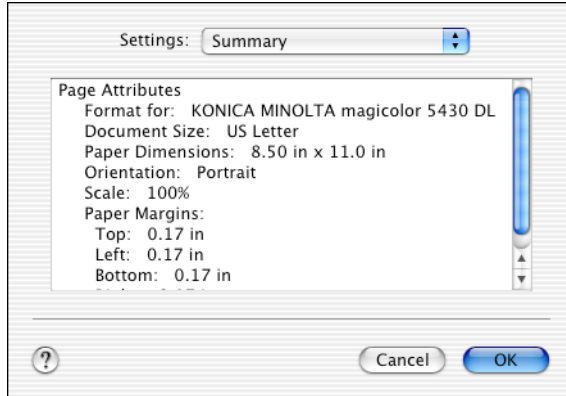 Settings: Summary
Page Attributes
Format for: KONICA MINOLTA magicolor 5430 DL
Document Size: US Letter
Paper Dimensions: 8.50 in x 11.0 in
Orientation: Portrait
Scale: 100%
Paper Margins:
Top: 0.17 in
Left: 0.17 in
Bottom: 0.17 in
? Cancel OK